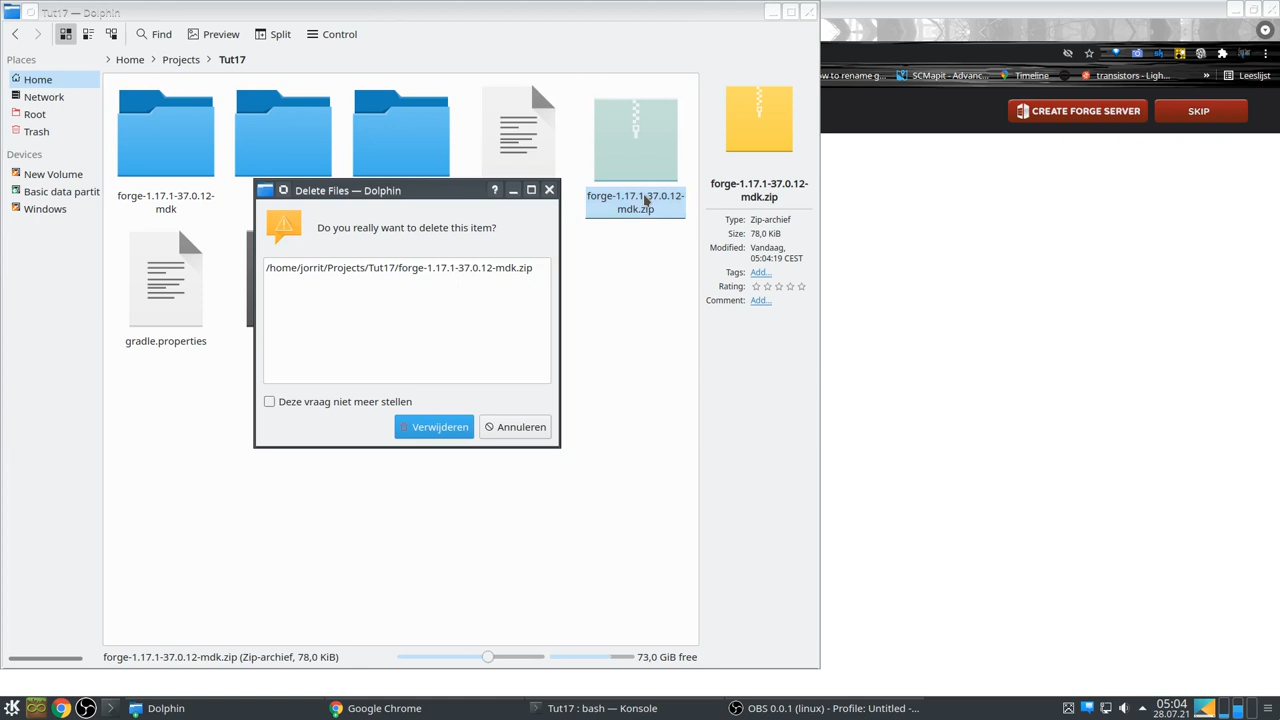 Tut17 — Dolphin
Find
Preview
Split
Control
Places
Home
Network
Root
Trash
Devices
New Volume
Basic data partit
Windows
Home
Projects
Tut17
forge-1.17.1-37.0.12-
mdk
forge-1.17.1-37.0.12-
mdk.zip
gradle.properties
Delete Files — Dolphin
?
Do you really want to delete this item?
/home/jorrit/Projects/Tut17/forge-1.17.1-37.0.12-mdk.zip
Deze vraag niet meer stellen
Verwijderen
Annuleren
forge-1.17.1-37.0.12-
mdk.zip
Type: Zip-archief
Size: 78,0 KiB
Modified: Vandaag,
05:04:19 CEST
Tags: Add...
Rating:
Comment: Add...
forge-1.17.1-37.0.12-mdk.zip (Zip-archief, 78,0 KiB)
73,0 GiB free
ow to rename g...
SCMapit - Advanc...
Timeline
transistors - Ligh...
»
Leeslijst
CREATE FORGE SERVER
SKIP
Dolphin
Google Chrome
Tut17 : bash — Konsole
OBS 0.0.1 (linux) - Profile: Untitled -...
05:04
28.07.21